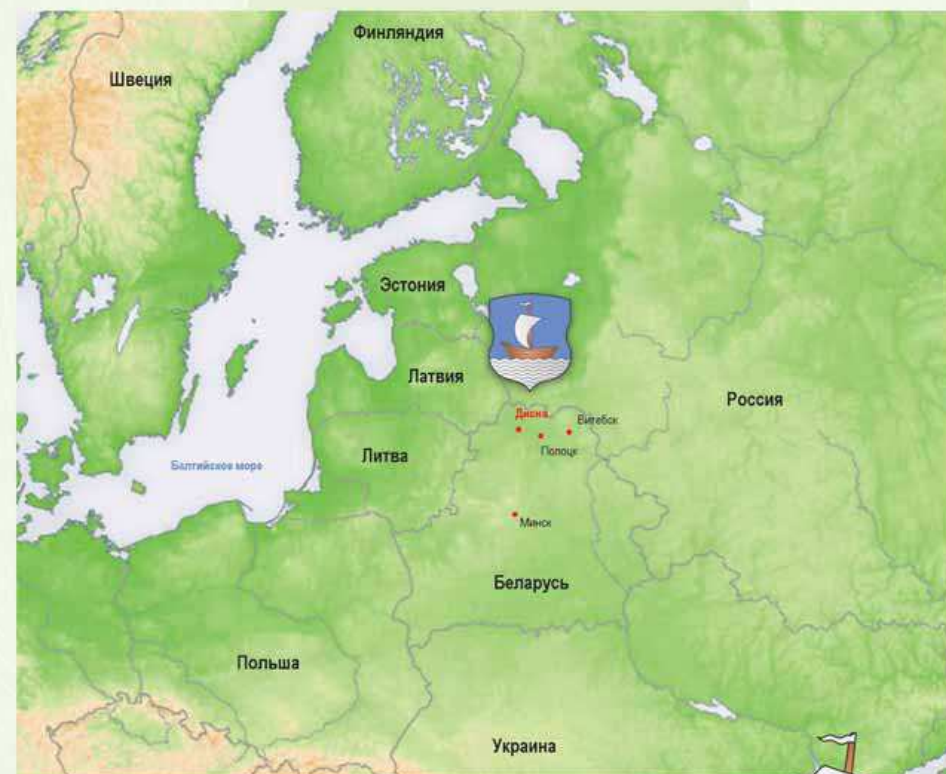 Финляндия
Швеция
Эстония
Латвия
Россия
Дисна
Витебск
Полоцк
Литва
Балтийское море
Минск
Беларусь
Польша
Украина